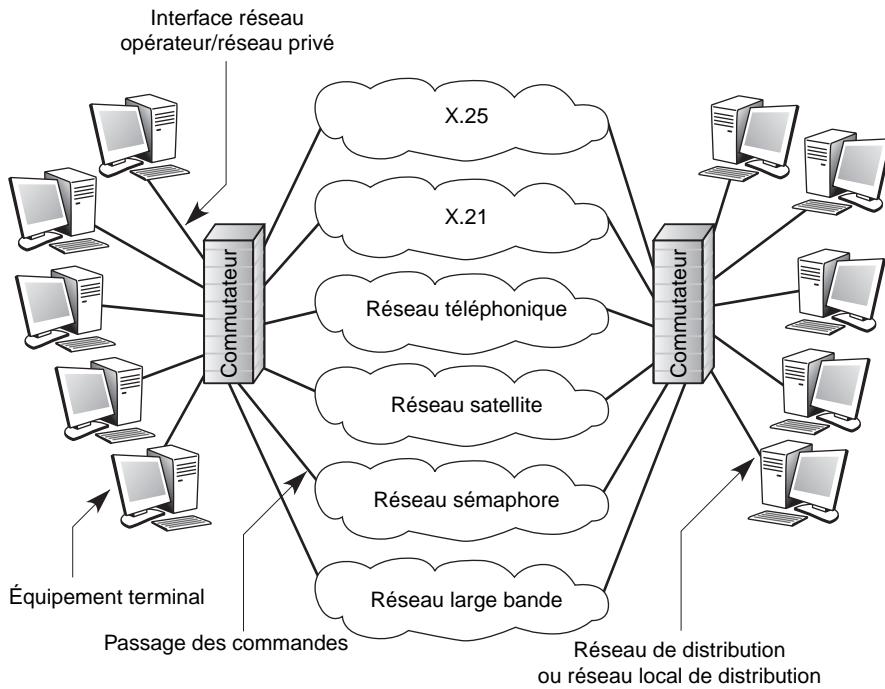 Interface réseau
opérateur/réseau privé
X.25
X.21
Commutateur
Commutateur
Réseau téléphonique
Réseau satellite
Réseau sémaphore
Réseau large bande
Équipement terminal
Passage des commandes
Réseau de distribution
ou réseau local de distribution